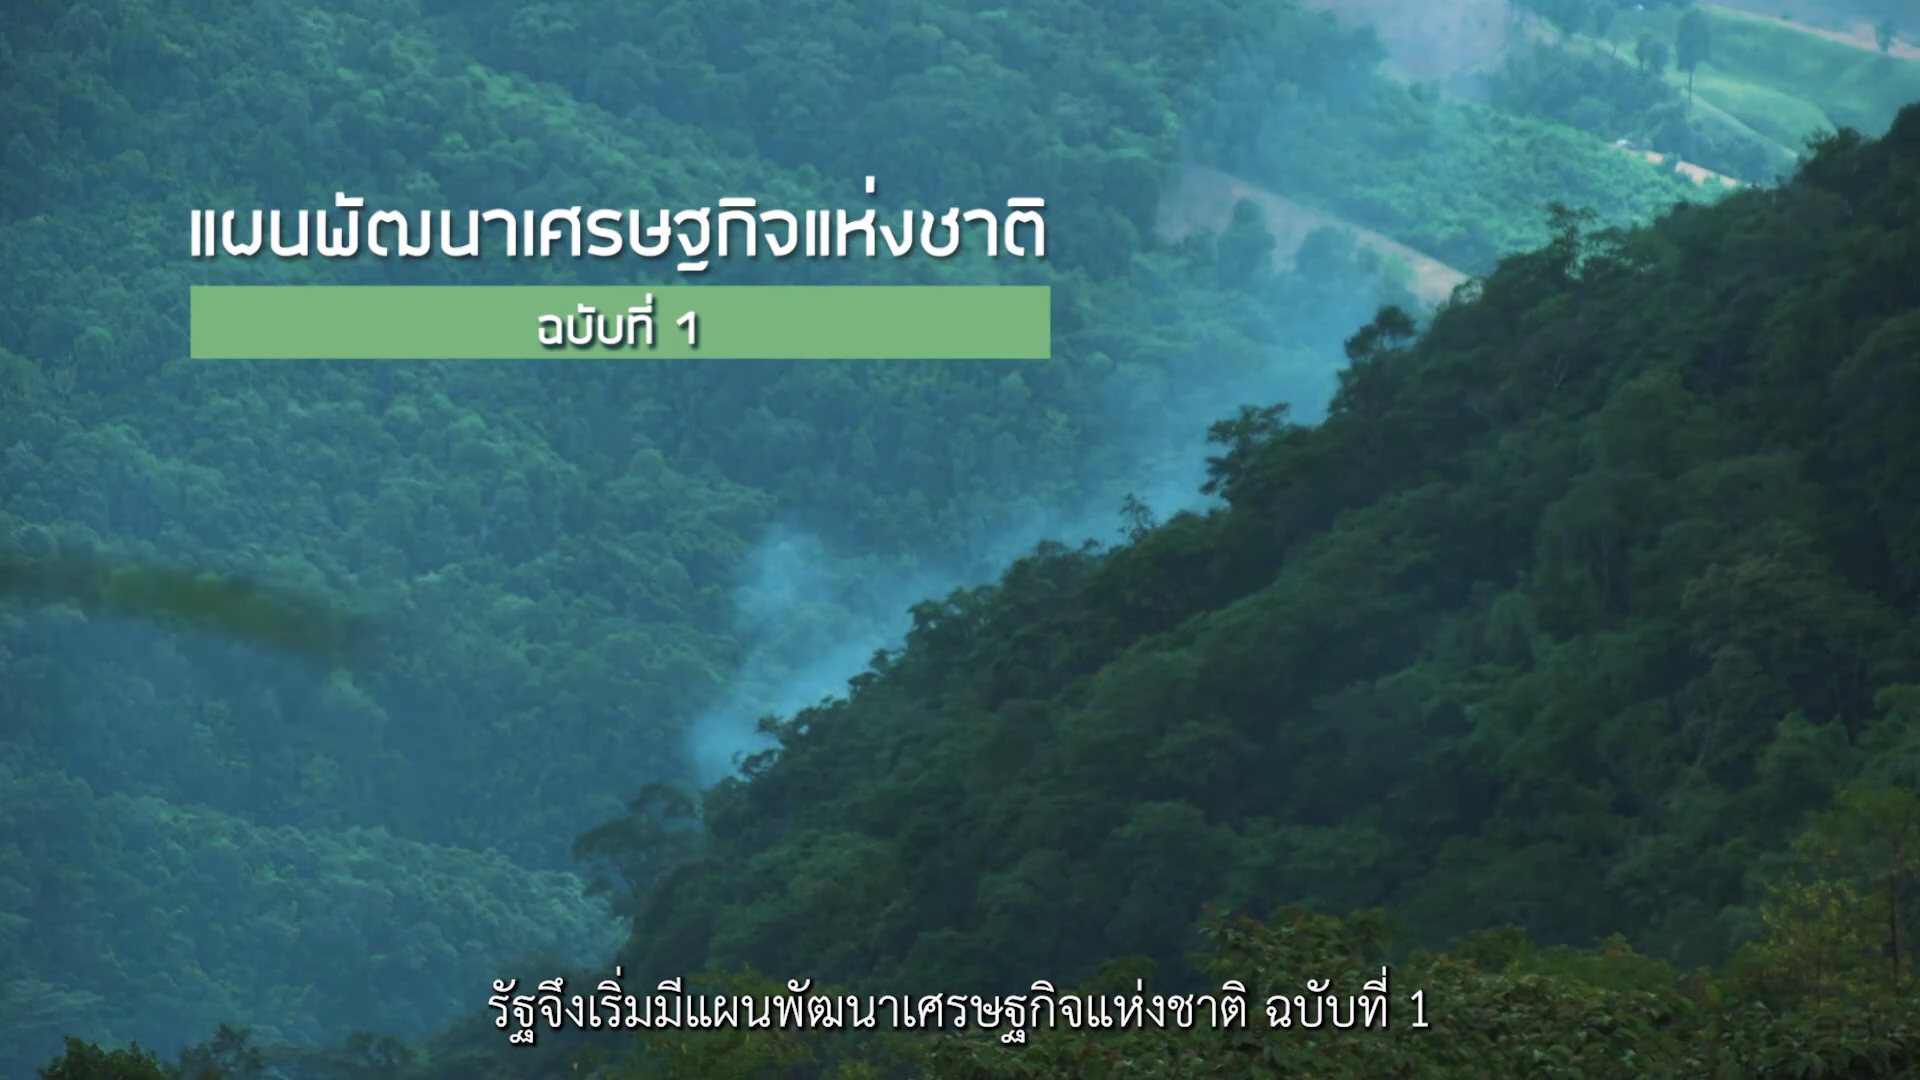 แผนพัฒนาเศรษฐกิจแห่งชาติ
ฉบับที่ 1
รัฐจึงเริ่มมีแผนพัฒนาเศรษฐกิจแห่งชาติ ฉบับที่ 1